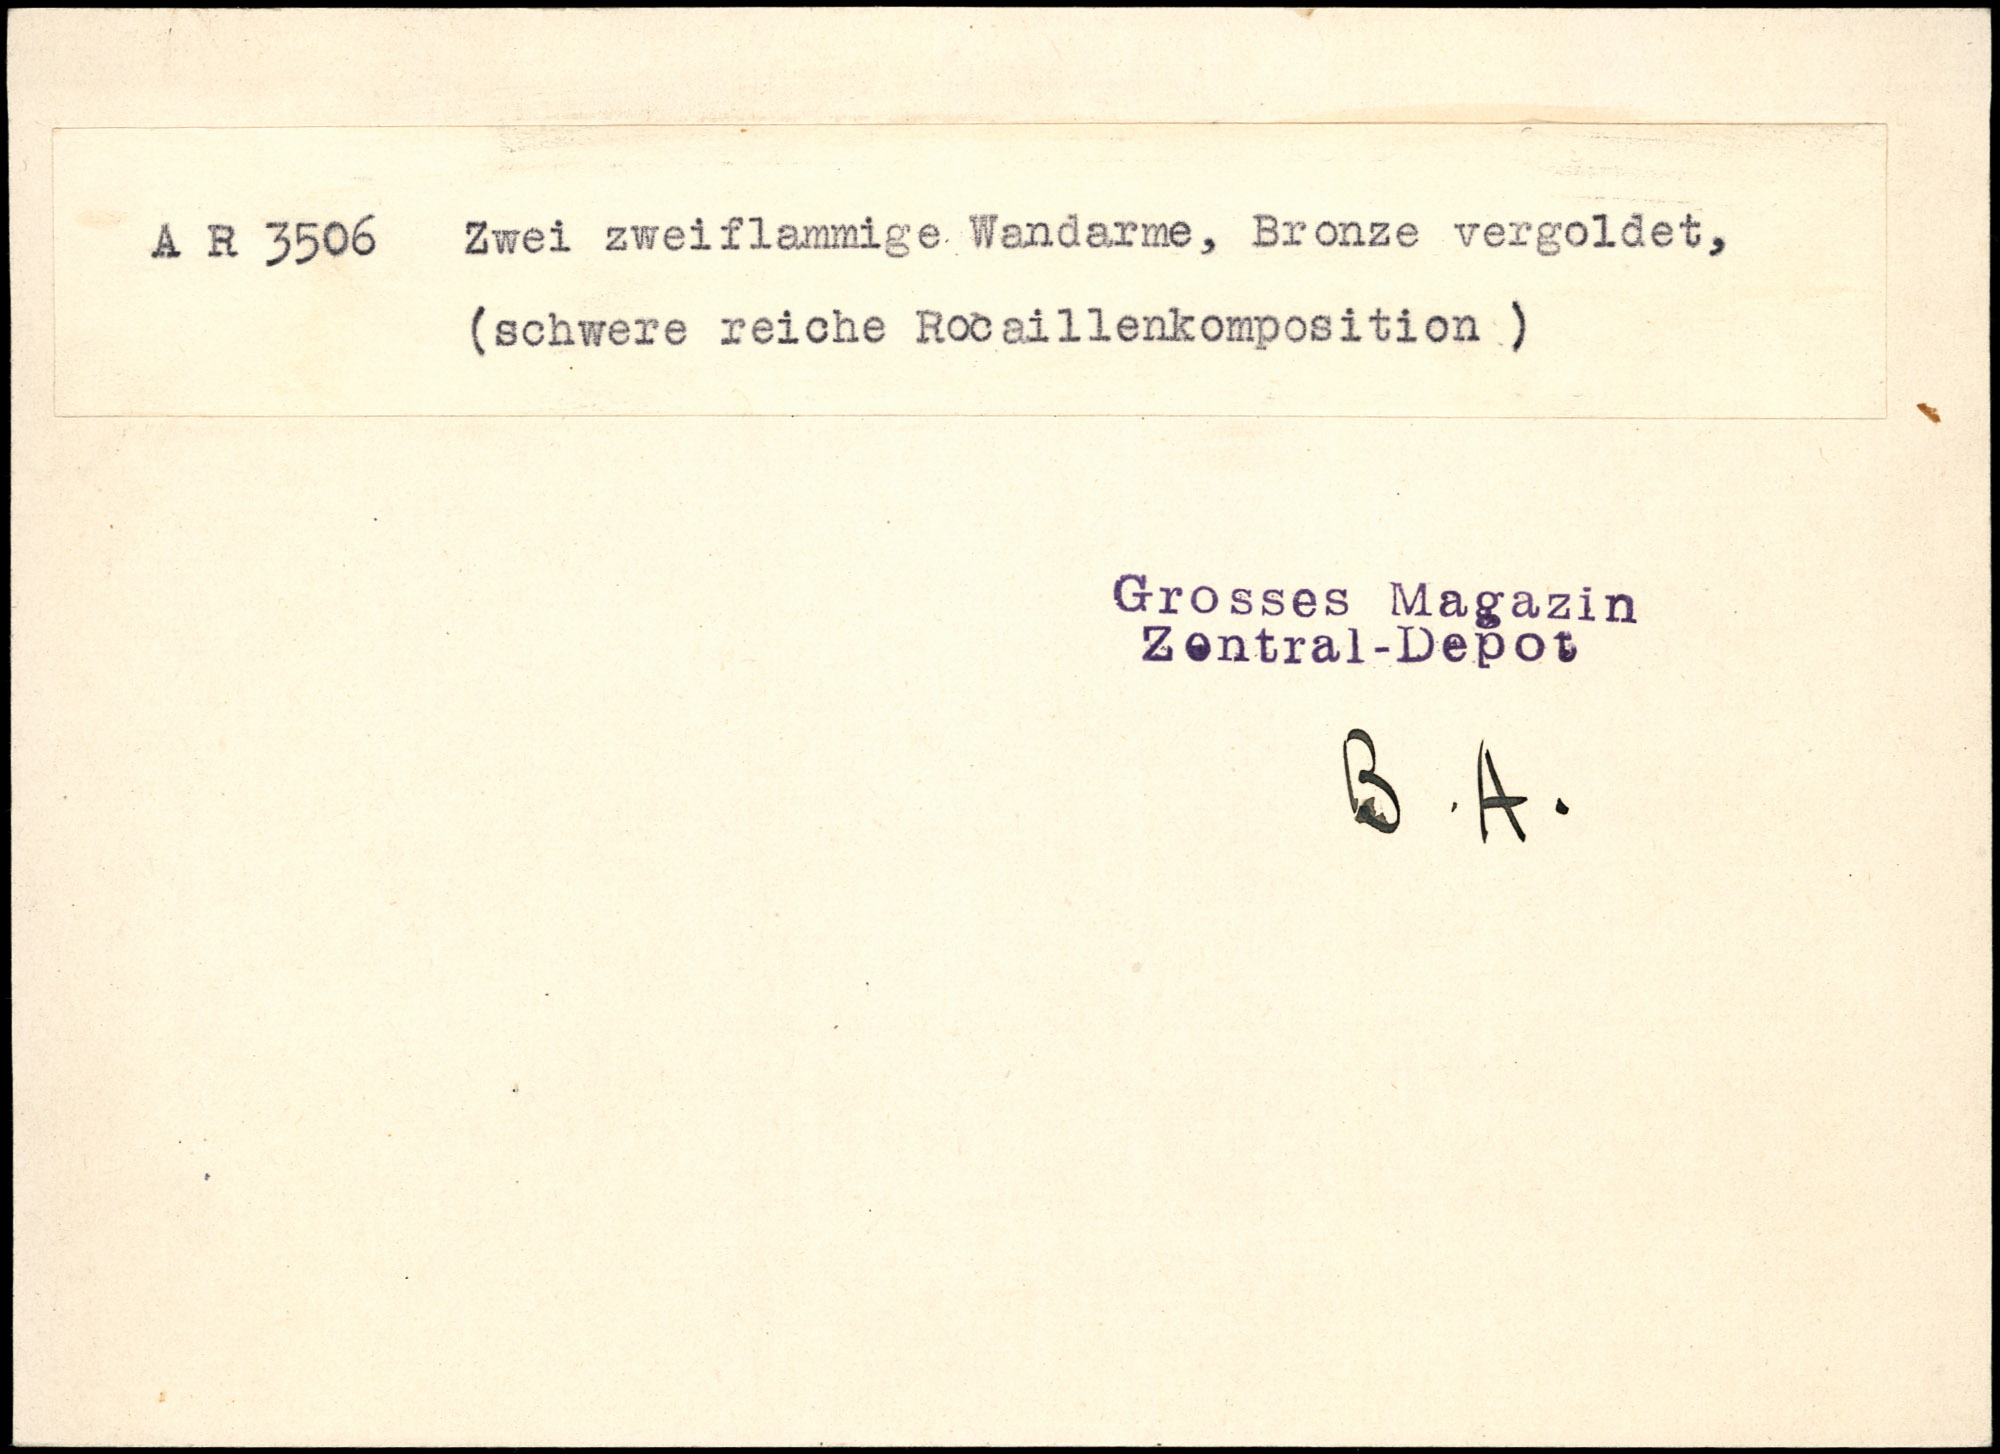 A R 3506 Zwei zweiflammige Wandarme, Bronze vergoldet,
(schwere reiche Rocaillenkomposition )
Grosses Magazin
Zentral-Depot
B . A .